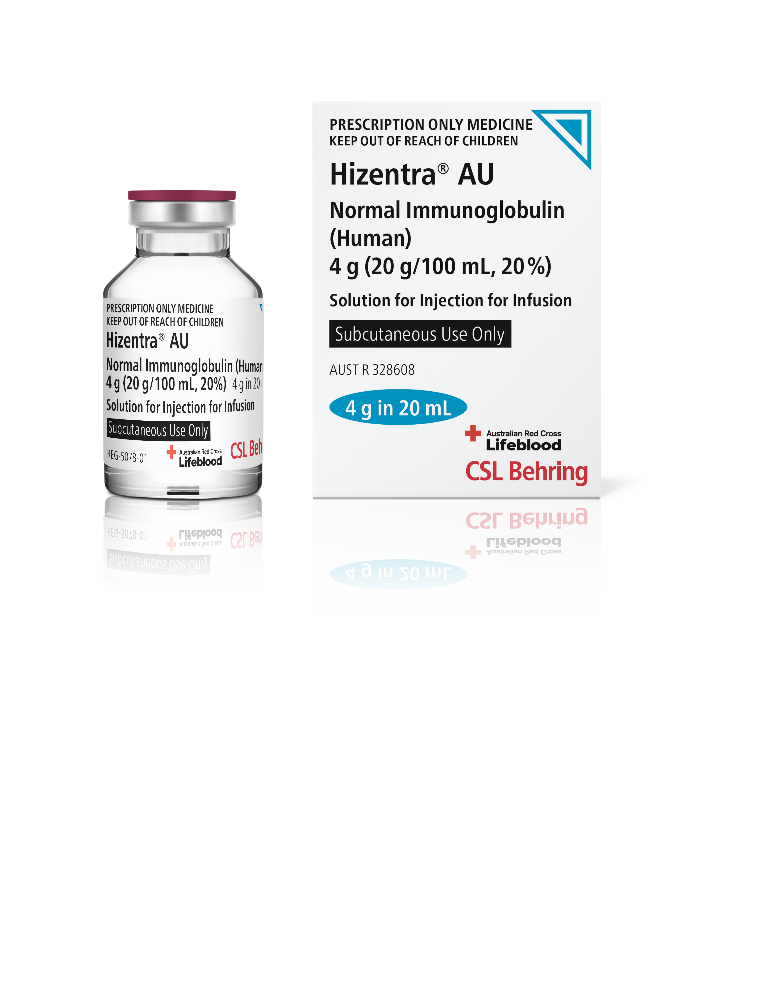 PRESCRIPTION ONLY MEDICINE
KEEP OUT OF REACH OF CHILDREN
Hizentra® AU
Normal Immunoglobulin (Human
4 g (20 g/100 mL, 20%) 4 g in 20
Solution for Injection for Infusion
Subcutaneous Use Only
REG-5078-01
Australian Red Cross
Lifeblood
CSL Beh
PRESCRIPTION ONLY MEDICINE
KEEP OUT OF REACH OF CHILDREN
Hizentra® AU
Normal Immunoglobulin
(Human)
4 g (20 g/100 mL, 20%)
Solution for Injection for Infusion
Subcutaneous Use Only
AUST R 328608
4 g in 20 mL
Australian Red Cross
Lifeblood
CSL Behring